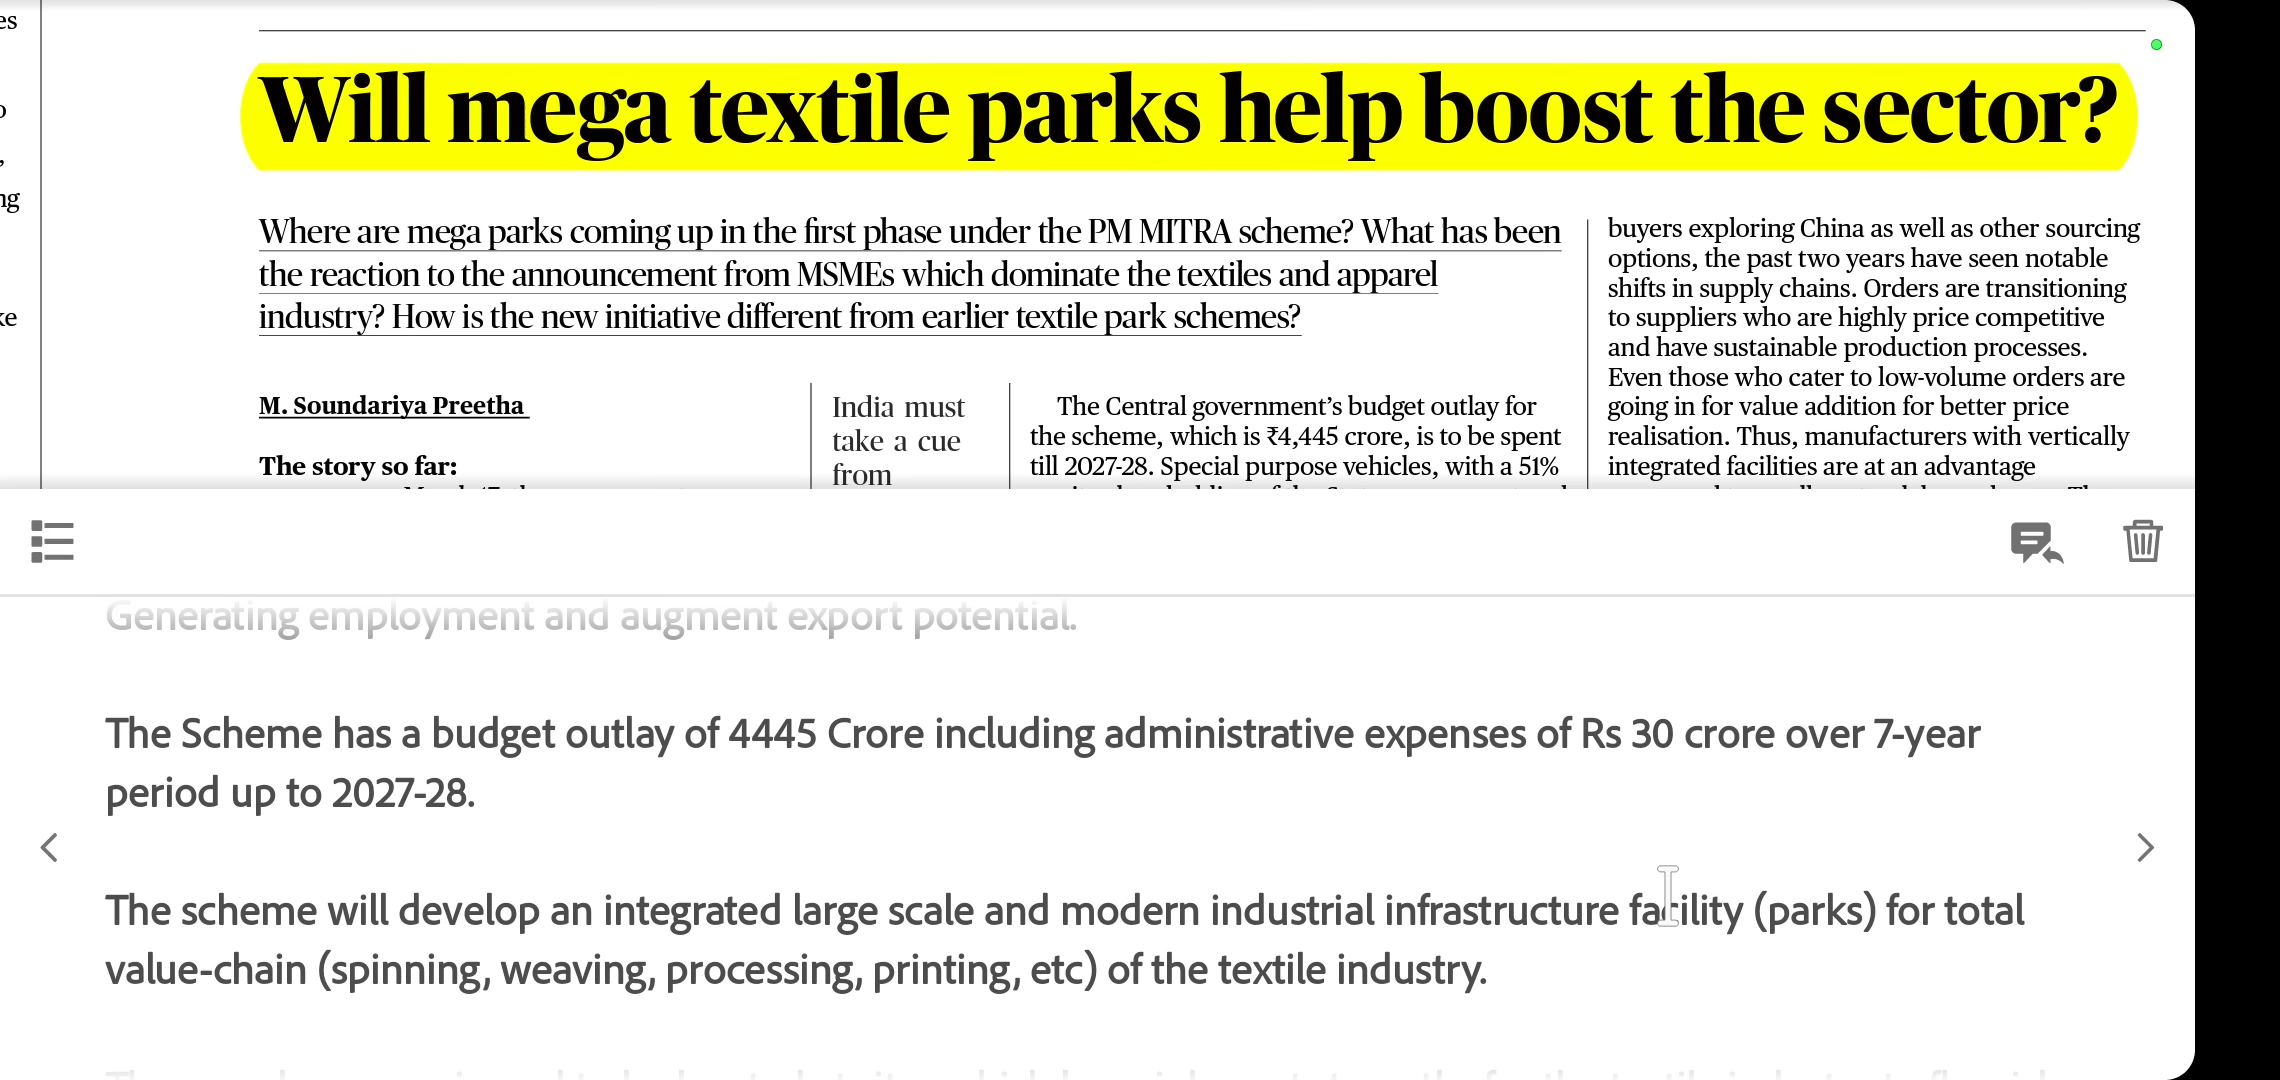 es
o
,
ng
ke
Will mega textile parks help boost the sector?
Where are mega parks coming up in the first phase under the PM MITRA scheme? What has been
the reaction to the announcement from MSMEs which dominate the textiles and apparel
industry? How is the new initiative different from earlier textile park schemes?
M. Soundariya Preetha
The story so far:
India must
take a cue
from
The Central government's budget outlay for
the scheme, which is ₹4,445 crore, is to be spent
till 2027-28. Special purpose vehicles, with a 51%
buyers exploring China as well as other sourcing
options, the past two years have seen notable
shifts in supply chains. Orders are transitioning
to suppliers who are highly price competitive
and have sustainable production processes.
Even those who cater to low-volume orders are
going in for value addition for better price
realisation. Thus, manufacturers with vertically
integrated facilities are at an advantage
Generating employment and augment export potential.
The Scheme has a budget outlay of 4445 Crore including administrative expenses of Rs 30 crore over 7-year
period up to 2027-28.
The scheme will develop an integrated large scale and modern industrial infrastructure facility (parks) for total
value-chain (spinning, weaving, processing, printing, etc) of the textile industry.